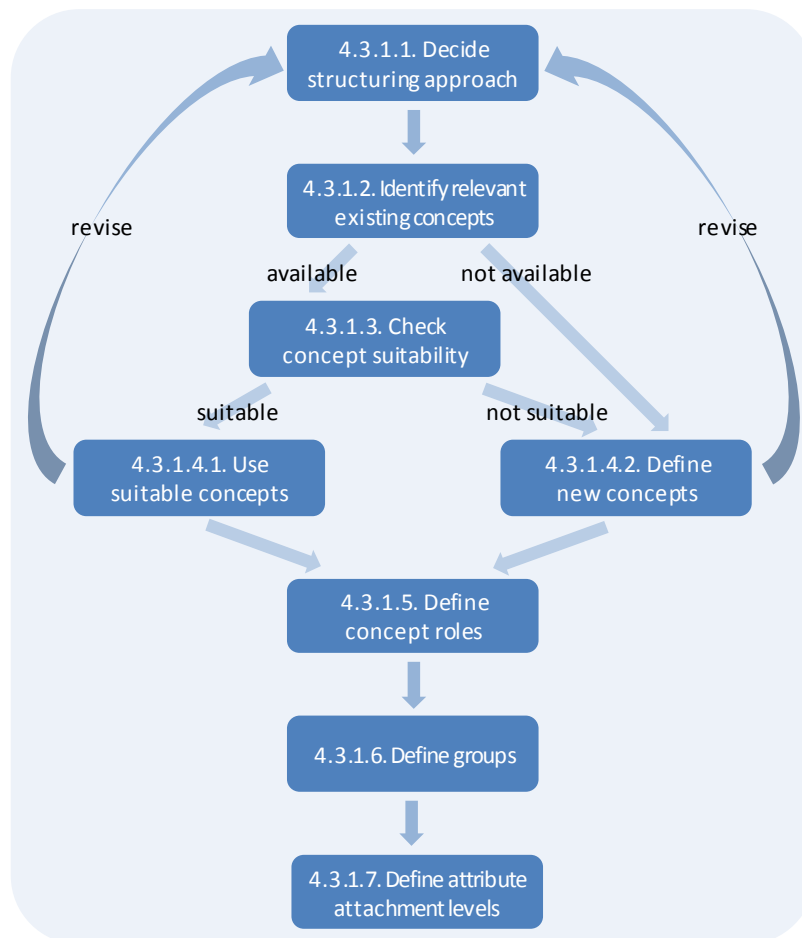 4.3.1.1. Decide
structuring approach
4.3.1.2. Identify relevant
existing concepts
revise
revise
available
not available
4.3.1.3. Check
concept suitability
suitable
not suitable
4.3.1.4.1. Use
suitable concepts
4.3.1.4.2. Define
new concepts
4.3.1.5. Define
concept roles
4.3.1.6. Define groups
4.3.1.7. Define attribute
attachment levels